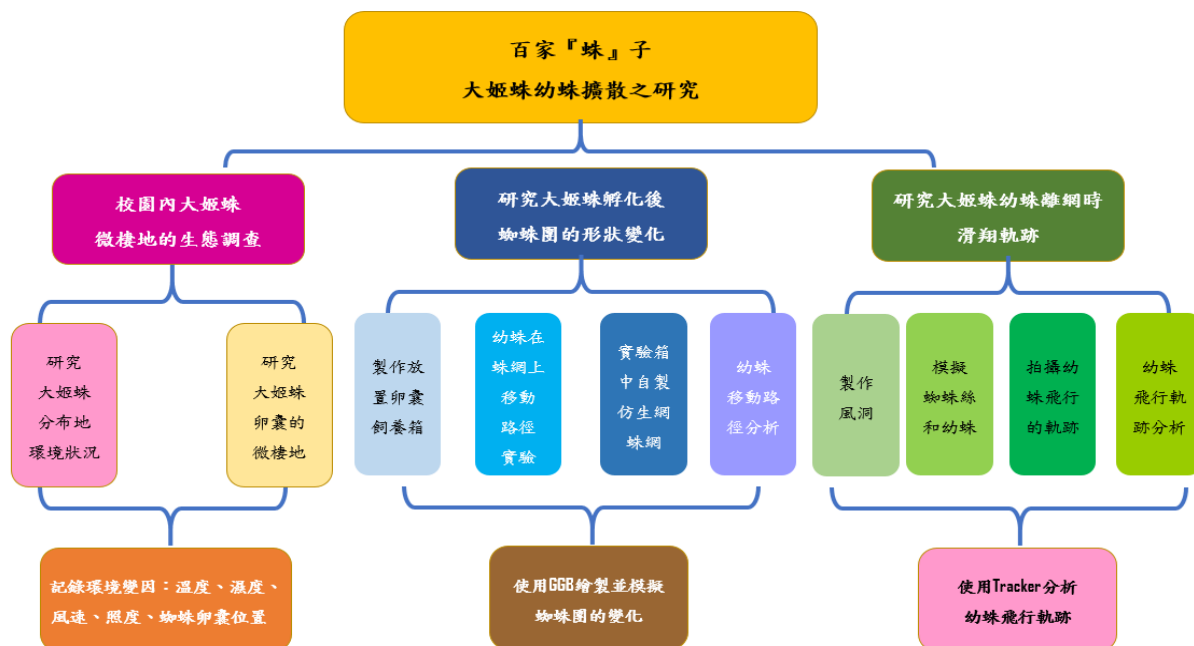 百家『蛛』子
大姬蛛幼蛛擴散之研究
校園內大姬蛛
微棲地的生態調查
研究大姬蛛孵化後
蜘蛛團的形狀變化
研究大姬蛛幼蛛離網時
滑翔軌跡
研究
大姬蛛
分布地
環境狀況
研究
大姬蛛
卵囊的
微棲地
製作放
置卵囊
飼養箱
幼蛛在
蛛網上
移動
路徑
實驗
實驗箱
中自製
仿生網
蛛網
幼蛛
移動路
徑分析
製作
風洞
模擬
蜘蛛絲
和幼蛛
拍攝幼
蛛飛行
的軌跡
幼蛛
飛行軌
跡分析
記錄環境變因：溫度、濕度、
風速、照度、蜘蛛卵囊位置
使用GGB繪製並模擬
蜘蛛團的變化
使用Tracker分析
幼蛛飛行軌跡